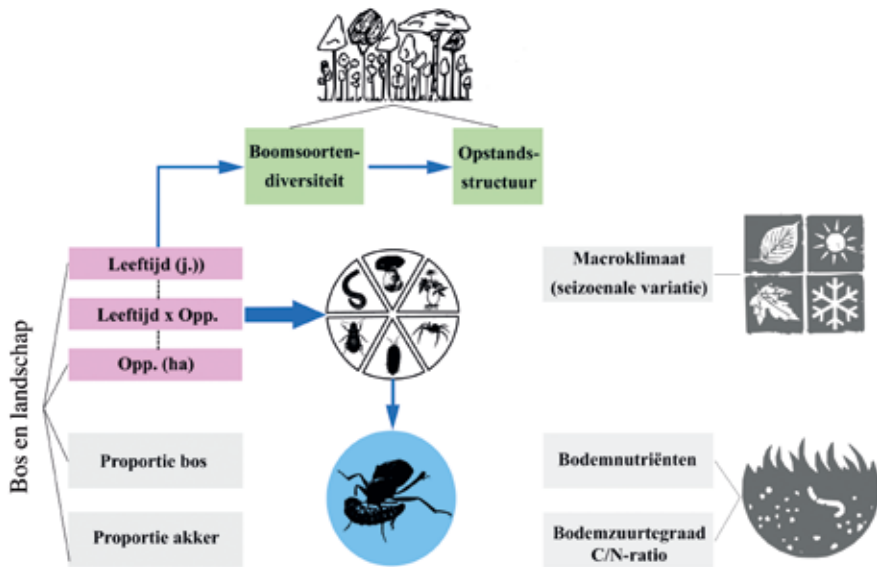 Boomsoorten-
diversiteit
Opstands-
structuur
Bos en landschap
Leeftijd (j.))
Leeftijd x Opp.
Opp. (ha)
Proportie bos
Proportie akker
Macroklimaat
(seizoenale variatie)
Bodemnutriënten
Bodemzuurtegraad
C/N-ratio